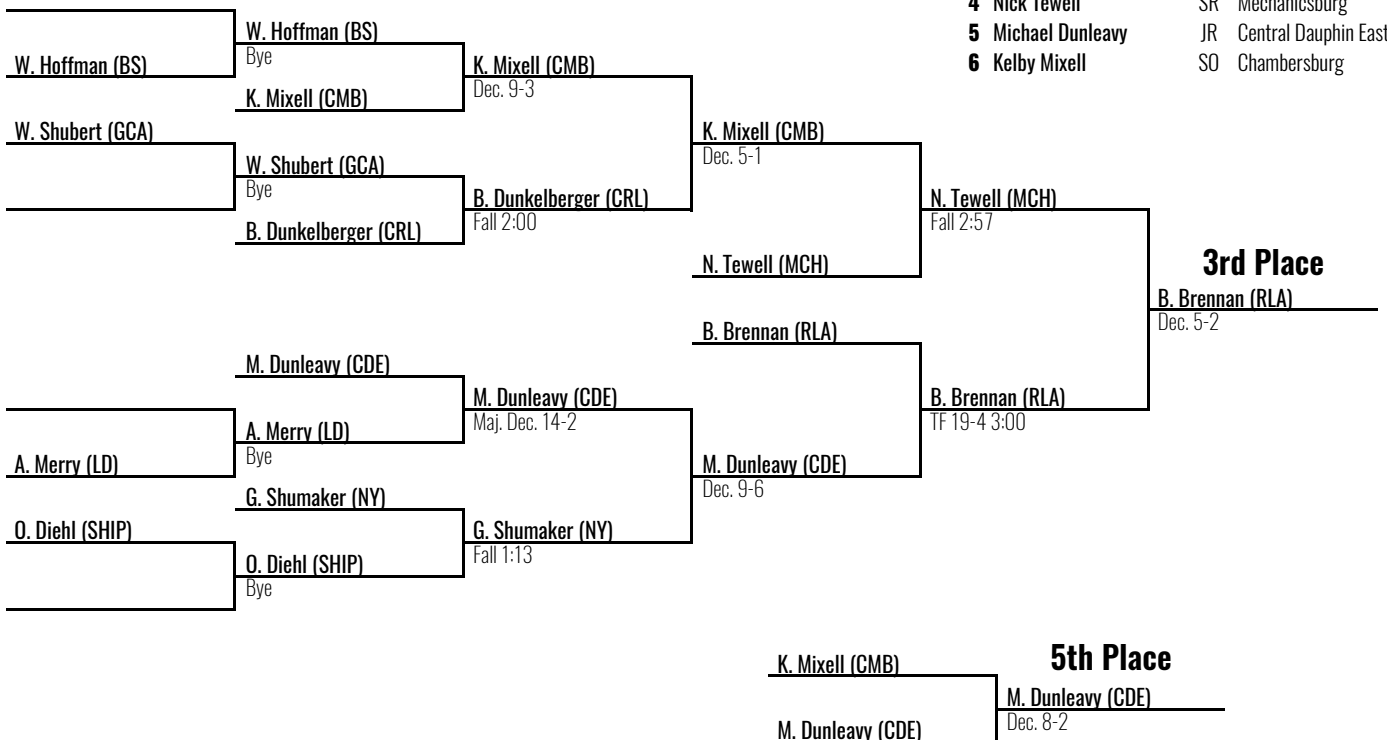 4 Nick Tewell SR Mechanicsburg
5 Michael Dunleavy JR Central Dauphin East
6 Kelby Mixell SO Chambersburg
W. Hoffman (BS)
W. Shubert (GCA)
A. Merry (LD)
O. Diehl (SHIP)
W. Hoffman (BS)
Bye
K. Mixell (CMB)
W. Shubert (GCA)
Bye
B. Dunkelberger (CRL)
M. Dunleavy (CDE)
A. Merry (LD)
Bye
G. Shumaker (NY)
O. Diehl (SHIP)
Bye
K. Mixell (CMB)
Dec. 9-3
B. Dunkelberger (CRL)
Fall 2:00
M. Dunleavy (CDE)
Maj. Dec. 14-2
G. Shumaker (NY)
Fall 1:13
K. Mixell (CMB)
Dec. 5-1
N. Tewell (MCH)
B. Brennan (RLA)
M. Dunleavy (CDE)
Dec. 9-6
N. Tewell (MCH)
Fall 2:57
B. Brennan (RLA)
TF 19-4 3:00
3rd Place
B. Brennan (RLA)
Dec. 5-2
5th Place
K. Mixell (CMB)
M. Dunleavy (CDE)
M. Dunleavy (CDE)
Dec. 8-2